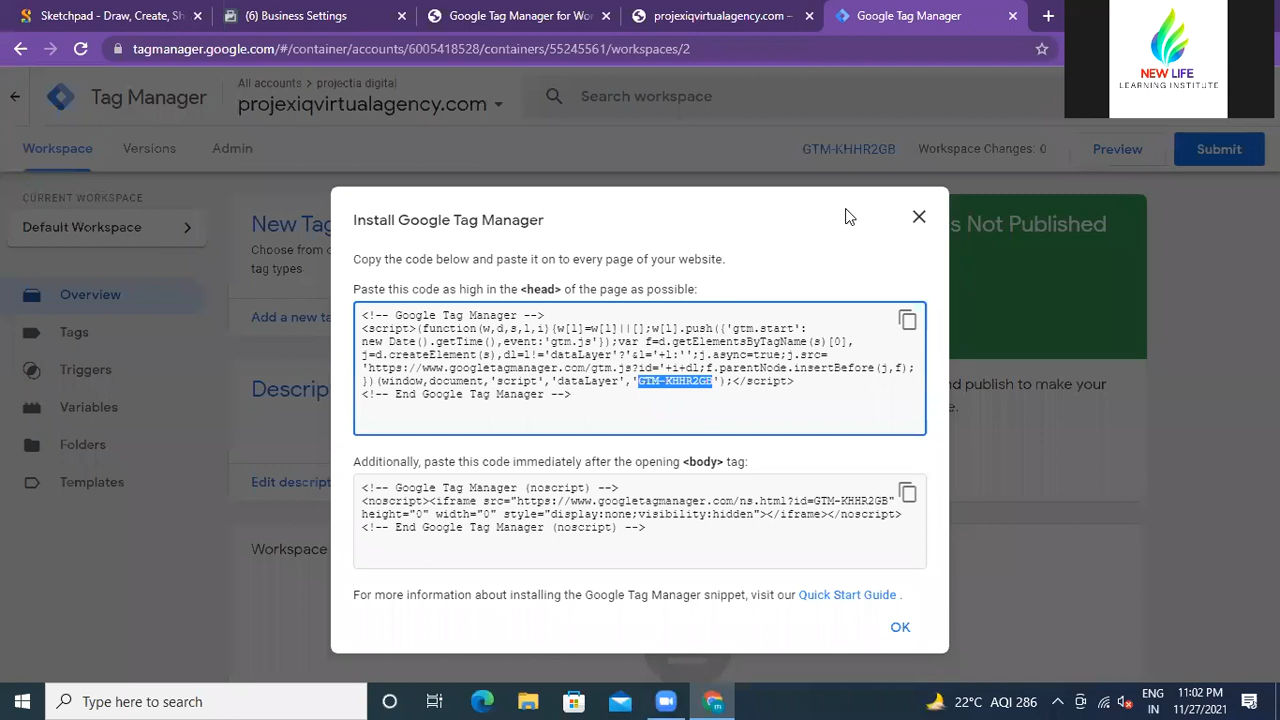 Sketchpad - Draw, Create, Sha
(6) Business Settings
Google Tag Manager for Wo
projexiqvirtualagency.com –
Google Tag Manager
tagmanager.google.com/#/container/accounts/6005418528/containers/55245561/workspaces/2
NEW LIFE
LEARNING INSTITUTE
Tag Manager
All accounts > projectia digital
projexiqvirtualagency.com
Search workspace
Workspace
Versions
Admin
GTM-KHHR2GB
Workspace Changes: 0
Preview
Submit
CURRENT WORKSPACE
Default Workspace
Overview
Tags
Triggers
Variables
Folders
Templates
New Tag
Choose from
tag types
Add a new ta
Descrip
Edit descripti
Workspace
s Not Published
nd publish to make your
e.
Install Google Tag Manager
Copy the code below and paste it on to every page of your website.
Paste this code as high in the <head> of the page as possible:
<!-- Google Tag Manager -->
<script>(function(w,d,s,l,i){w[l]=w[l]||[];w[l].push({'gtm.start':
new Date().getTime(),event:'gtm.js'});var f=d.getElementsByTagName(s)[0],
j=d.createElement(s),dl=l!='dataLayer'?'&l='+l:'';j.async=true;j.src=
'https://www.googletagmanager.com/gtm.js?id='+i+dl;f.parentNode.insertBefore(j,f);
})(window,document,'script','dataLayer','GTM-KHHR2GB');</script>
<!-- End Google Tag Manager -->
Additionally, paste this code immediately after the opening <body> tag:
<!-- Google Tag Manager (noscript) -->
<noscript><iframe src="https://www.googletagmanager.com/ns.html?id=GTM-KHHR2GB"
height="0" width="0" style="display:none;visibility:hidden"></iframe></noscript>
<!-- End Google Tag Manager (noscript) -->
For more information about installing the Google Tag Manager snippet, visit our Quick Start Guide .
OK
Type here to search
22°C AQI 286
ENG
IN
11:02 PM
11/27/2021